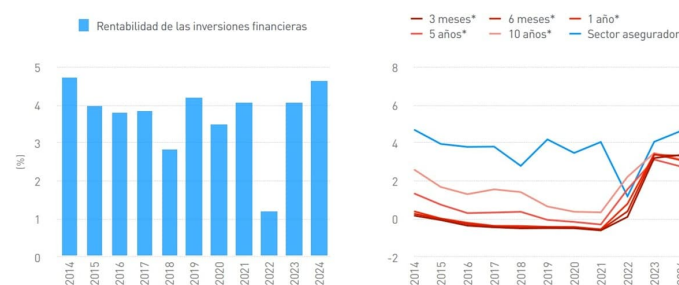 Rentabilidad de las inversiones financieras
5
4
3
2
1
0
[%]
2014 2015 2016 2017 2018 2019 2020 2021 2022 2023 2024
3 meses* 6 meses* 1 año*
5 años* 10 años* Sector asegurador
8
6
4
2
0
-2
2014 2015 2016 2017 2018 2019 2020 2021 2022 2023 2024